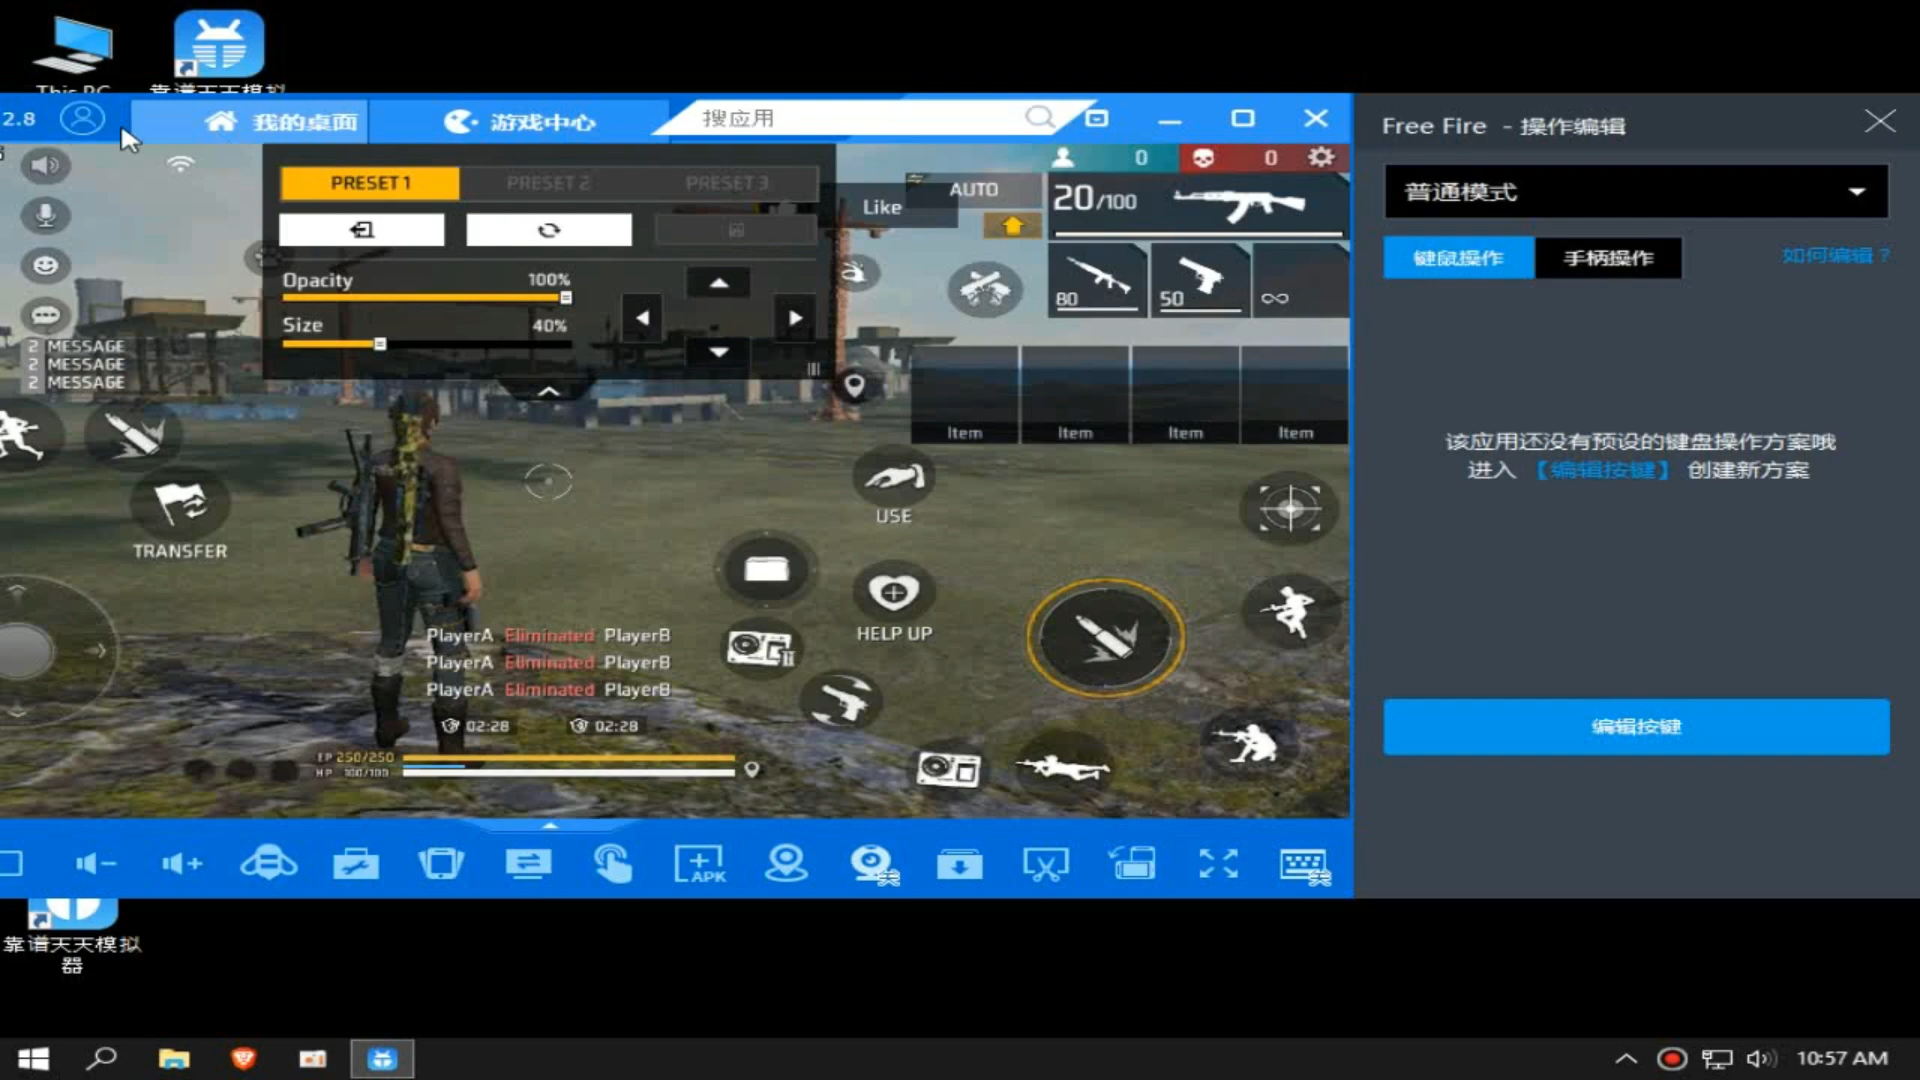 2.8
我的桌面
游戏中心
搜应用
Free Fire - 操作编辑
普通模式
键鼠操作
手柄操作
如何编辑？
该应用还没有预设的键盘操作方案哦
进入 【编辑按键】 创建新方案
编辑按键
PRESET 1
PRESET 2
PRESET 3
Opacity
100%
Size
40%
Like
AUTO
0
0
20/100
80
50
∞
2 MESSAGE
2 MESSAGE
2 MESSAGE
Item
Item
Item
Item
USE
TRANSFER
HELP UP
PlayerA Eliminated PlayerB
PlayerA Eliminated PlayerB
PlayerA Eliminated PlayerB
02:28
02:28
EP 250/250
HP 100/100
APK
靠谱天天模拟
器
10:57 AM